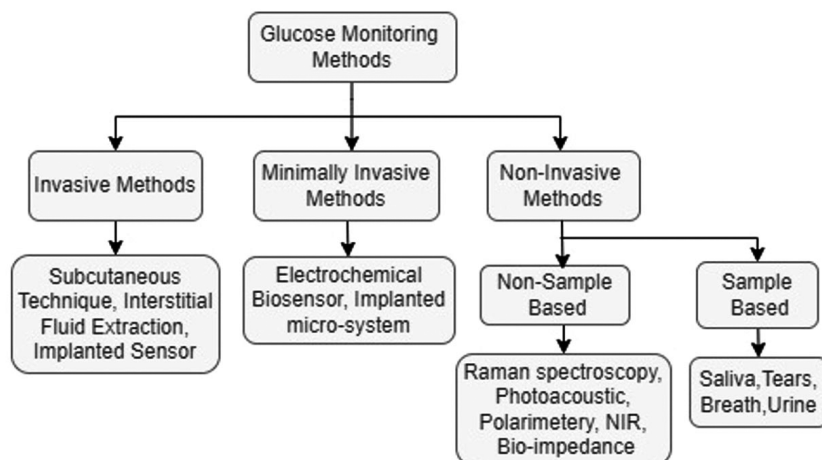 Glucose Monitoring
Methods
Invasive Methods
Minimally Invasive
Methods
Non-Invasive
Methods
Subcutaneous
Technique, Interstitial
Fluid Extraction,
Implanted Sensor
Electrochemical
Biosensor, Implanted
micro-system
Non-Sample
Based
Sample
Based
Raman spectroscopy,
Photoacoustic,
Polarimetery, NIR,
Bio-impedance
Saliva,Tears,
Breath,Urine